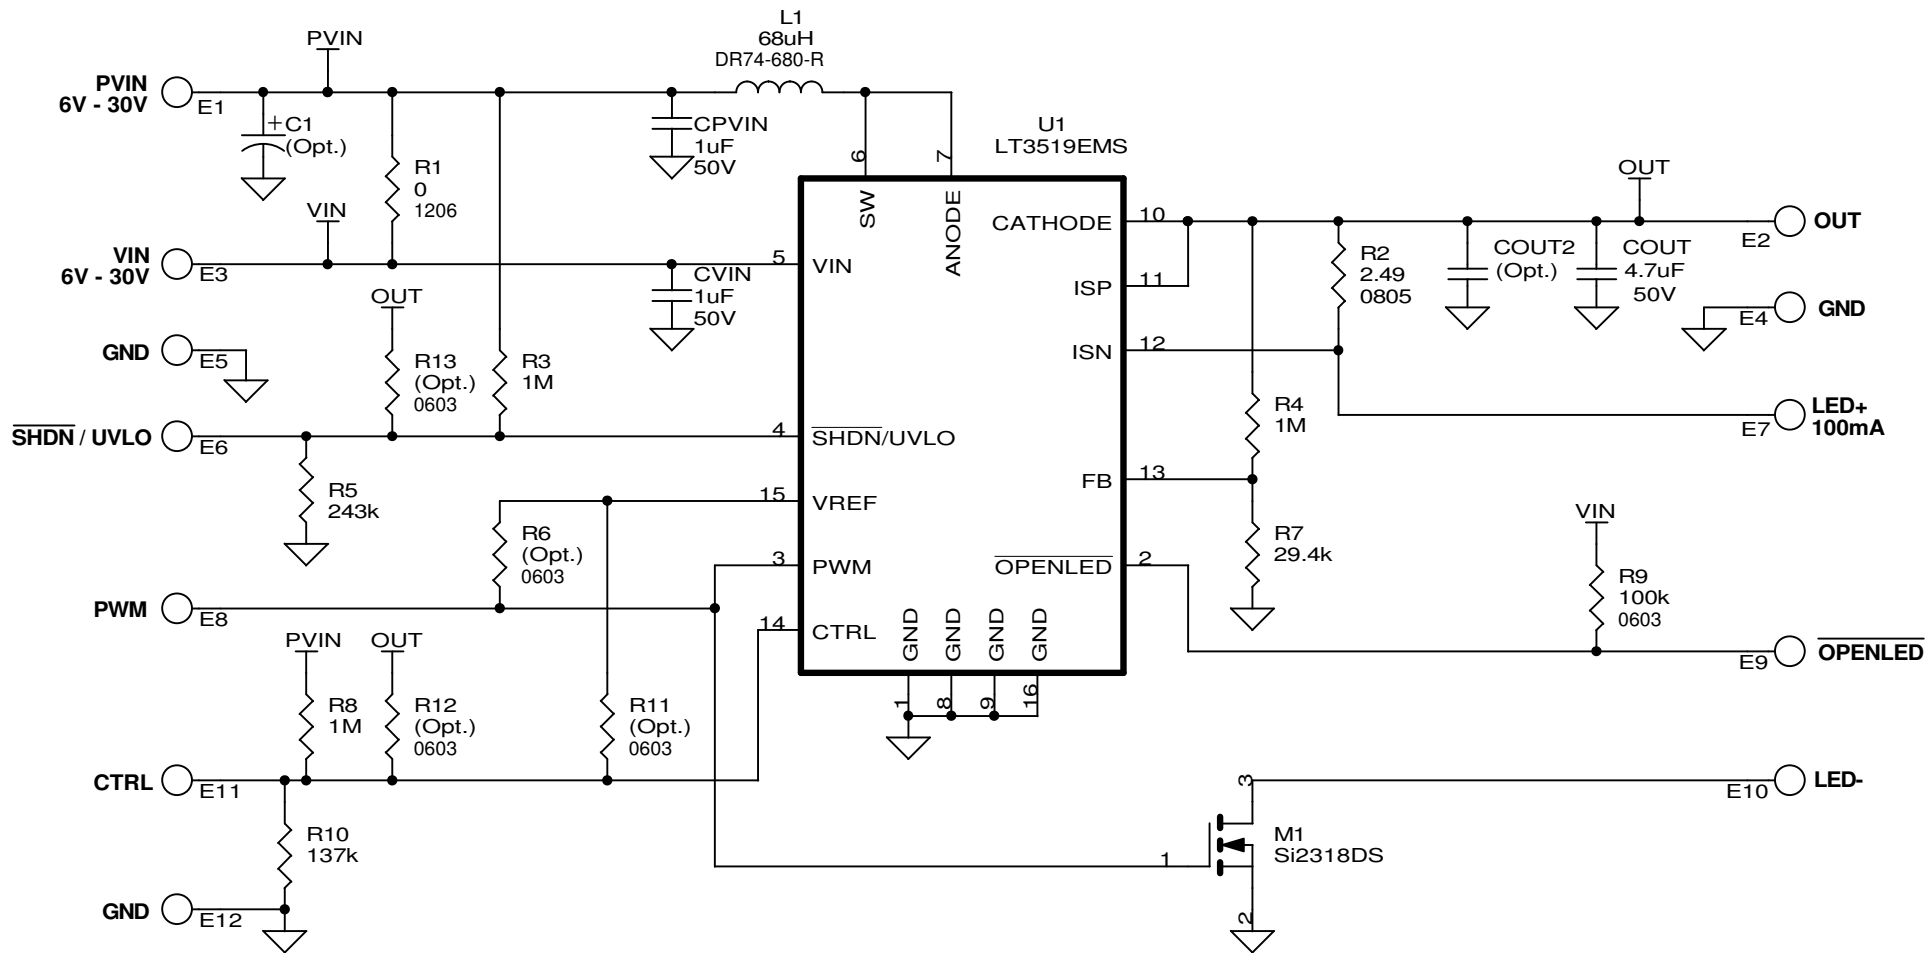 L1
68uH
DR74-680-R
PVIN
PVIN
6V - 30V
E1
+C1
(Opt.)
R1
0
1206
CPVIN
1uF
50V
U1
LT3519EMS
6
7
SW
ANODE
VIN
VIN
6V - 30V
E3
5
VIN
CVIN
1uF
50V
OUT
GND
E5
R13
(Opt.)
0603
R3
1M
SHDN / UVLO
E6
4
SHDN/UVLO
R5
243k
15
VREF
R6
(Opt.)
0603
3
PWM
PWM
E8
14
CTRL
PVIN
OUT
R8
1M
R12
(Opt.)
0603
R11
(Opt.)
0603
CTRL
E11
R10
137k
GND
E12
CATHODE
10
ISP
11
ISN
12
FB
13
OPENLED
2
GND
GND
GND
GND
1
8
9
16
OUT
E2
OUT
R2
2.49
0805
COUT2
(Opt.)
COUT
4.7uF
50V
E4
GND
R4
1M
E7
LED+
100mA
R7
29.4k
VIN
R9
100k
0603
E9
OPENLED
3
E10
LED-
1
M1
Si2318DS
2